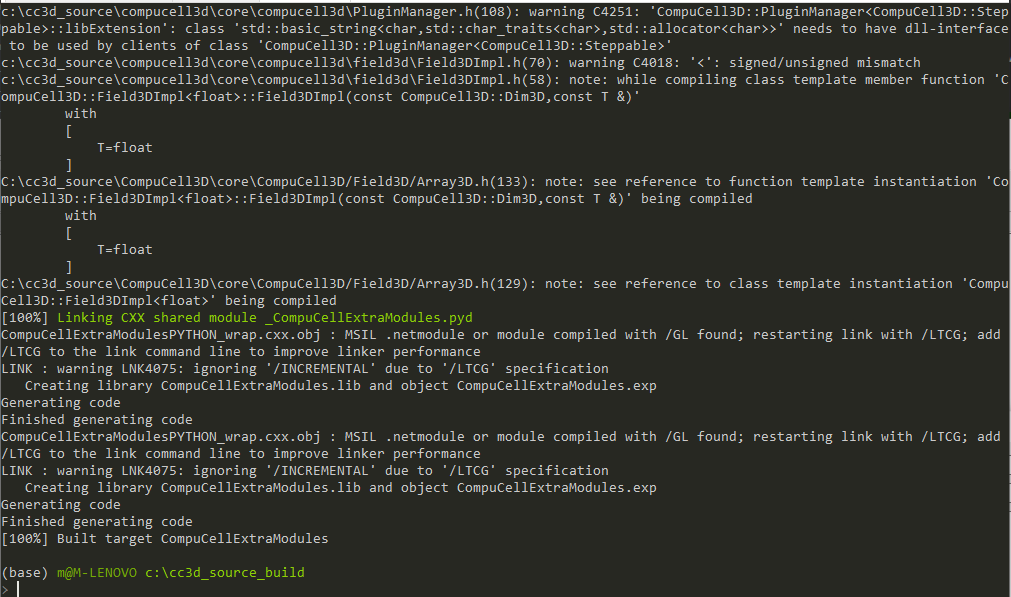 c:\cc3d_source\compucell3d\core\compucell3d\PluginManager.h(108): warning C4251: 'CompuCell3D::PluginManager<CompuCell3D::Step
pable>::libExtension': class 'std::basic_string<char,std::char_traits<char>,std::allocator<char>>' needs to have dll-interface
 to be used by clients of class 'CompuCell3D::PluginManager<CompuCell3D::Steppable>'
c:\cc3d_source\compucell3d\core\compucell3d\field3d\Field3DImpl.h(70): warning C4018: '<': signed/unsigned mismatch
c:\cc3d_source\compucell3d\core\compucell3d\field3d\Field3DImpl.h(58): note: while compiling class template member function 'C
ompuCell3D::Field3DImpl<float>::Field3DImpl(const CompuCell3D::Dim3D,const T &)'
        with
        [
            T=float
        ]
C:\cc3d_source\CompuCell3D\core\CompuCell3D/Field3D/Array3D.h(133): note: see reference to function template instantiation 'Co
mpuCell3D::Field3DImpl<float>::Field3DImpl(const CompuCell3D::Dim3D,const T &)' being compiled
        with
        [
            T=float
        ]
C:\cc3d_source\CompuCell3D\core\CompuCell3D/Field3D/Array3D.h(129): note: see reference to class template instantiation 'Compu
Cell3D::Field3DImpl<float>' being compiled
[100%] Linking CXX shared module _CompuCellExtraModules.pyd
CompuCellExtraModulesPYTHON_wrap.cxx.obj : MSIL .netmodule or module compiled with /GL found; restarting link with /LTCG; add
/LTCG to the link command line to improve linker performance
LINK : warning LNK4075: ignoring '/INCREMENTAL' due to '/LTCG' specification
   Creating library CompuCellExtraModules.lib and object CompuCellExtraModules.exp
Generating code
Finished generating code
CompuCellExtraModulesPYTHON_wrap.cxx.obj : MSIL .netmodule or module compiled with /GL found; restarting link with /LTCG; add
/LTCG to the link command line to improve linker performance
LINK : warning LNK4075: ignoring '/INCREMENTAL' due to '/LTCG' specification
   Creating library CompuCellExtraModules.lib and object CompuCellExtraModules.exp
Generating code
Finished generating code
[100%] Built target CompuCellExtraModules

(base) m@M-LENOVO c:\cc3d_source_build
>